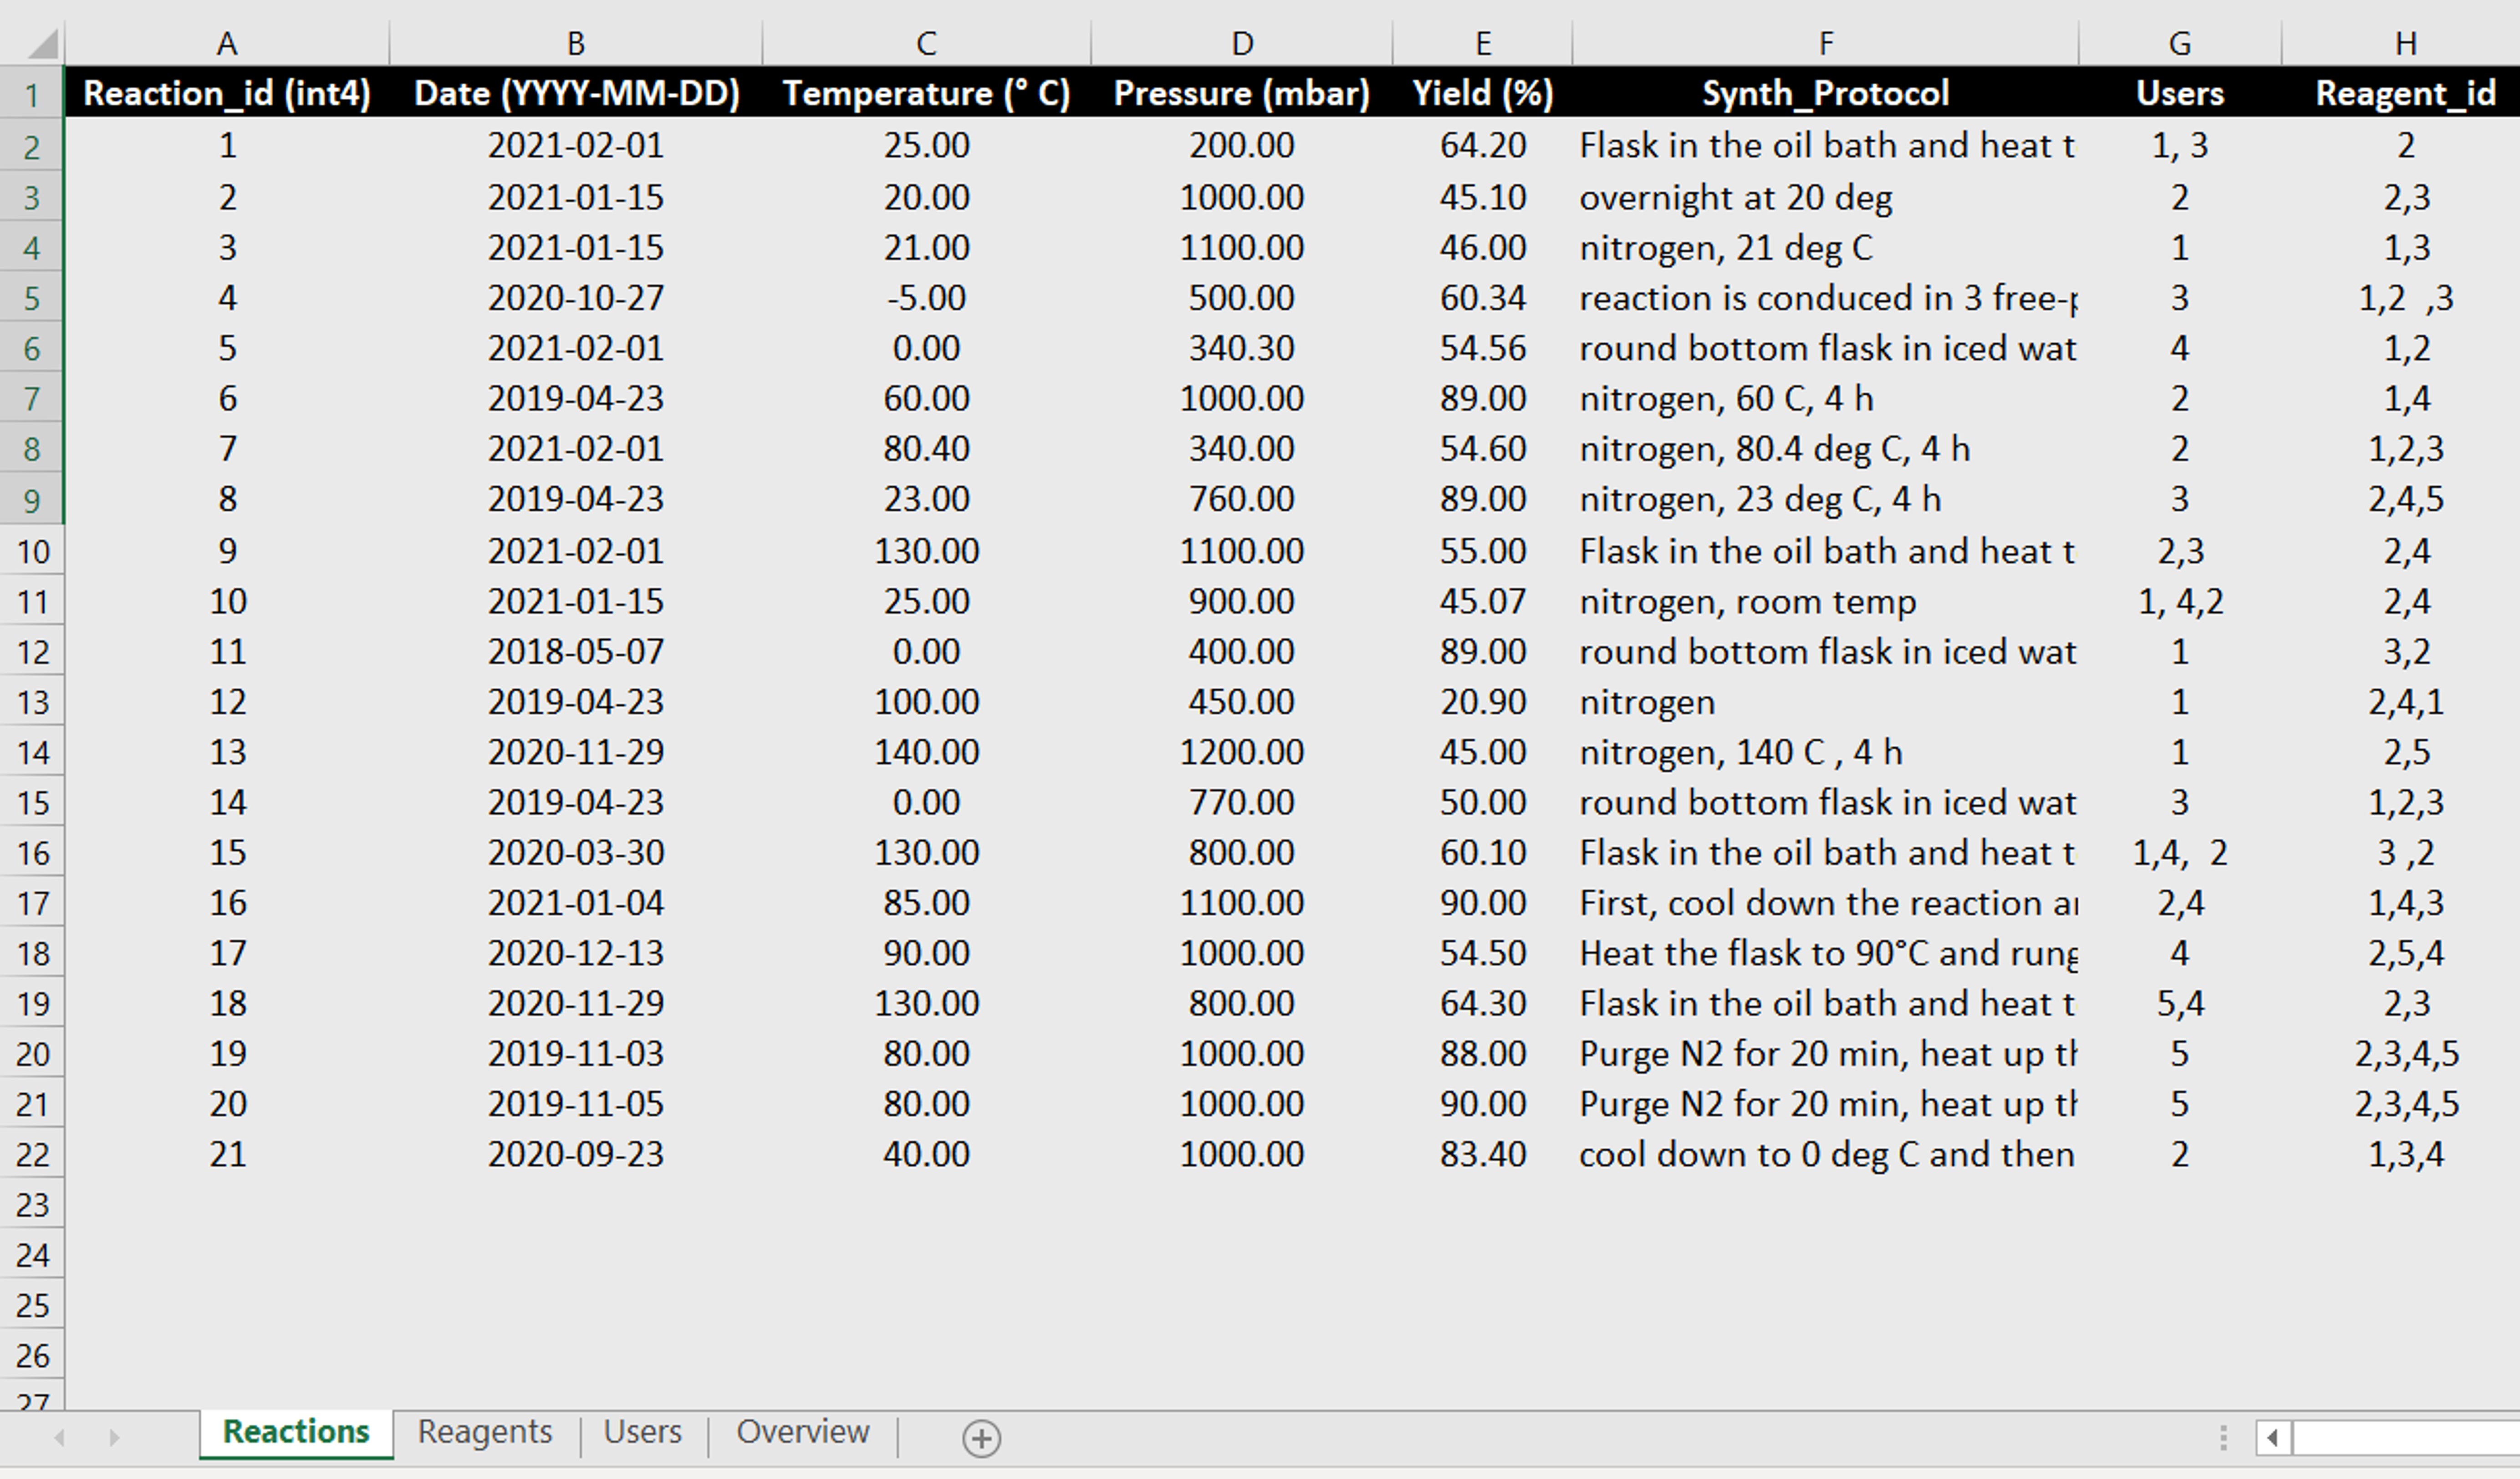 A B C D E F G H
1 Reaction_id (int4) Date (YYYY-MM-DD) Temperature (° C) Pressure (mbar) Yield (%) Synth_Protocol Users Reagent_id
2 1 2021-02-01 25.00 200.00 64.20 Flask in the oil bath and heat t 1, 3 2
3 2 2021-01-15 20.00 1000.00 45.10 overnight at 20 deg 2 2,3
4 3 2021-01-15 21.00 1100.00 46.00 nitrogen, 21 deg C 1 1,3
5 4 2020-10-27 -5.00 500.00 60.34 reaction is conduced in 3 free-p 3 1,2  ,3
6 5 2021-02-01 0.00 340.30 54.56 round bottom flask in iced wat 4 1,2
7 6 2019-04-23 60.00 1000.00 89.00 nitrogen, 60 C, 4 h 2 1,4
8 7 2021-02-01 80.40 340.00 54.60 nitrogen, 80.4 deg C, 4 h 2 1,2,3
9 8 2019-04-23 23.00 760.00 89.00 nitrogen, 23 deg C, 4 h 3 2,4,5
10 9 2021-02-01 130.00 1100.00 55.00 Flask in the oil bath and heat t 2,3 2,4
11 10 2021-01-15 25.00 900.00 45.07 nitrogen, room temp 1, 4,2 2,4
12 11 2018-05-07 0.00 400.00 89.00 round bottom flask in iced wat 1 3,2
13 12 2019-04-23 100.00 450.00 20.90 nitrogen 1 2,4,1
14 13 2020-11-29 140.00 1200.00 45.00 nitrogen, 140 C , 4 h 1 2,5
15 14 2019-04-23 0.00 770.00 50.00 round bottom flask in iced wat 3 1,2,3
16 15 2020-03-30 130.00 800.00 60.10 Flask in the oil bath and heat t 1,4,  2 3 ,2
17 16 2021-01-04 85.00 1100.00 90.00 First, cool down the reaction a 2,4 1,4,3
18 17 2020-12-13 90.00 1000.00 54.50 Heat the flask to 90°C and rung 4 2,5,4
19 18 2020-11-29 130.00 800.00 64.30 Flask in the oil bath and heat t 5,4 2,3
20 19 2019-11-03 80.00 1000.00 88.00 Purge N2 for 20 min, heat up th 5 2,3,4,5
21 20 2019-11-05 80.00 1000.00 90.00 Purge N2 for 20 min, heat up th 5 2,3,4,5
22 21 2020-09-23 40.00 1000.00 83.40 cool down to 0 deg C and then 2 1,3,4
23
24
25
26
27
Reactions Reagents Users Overview